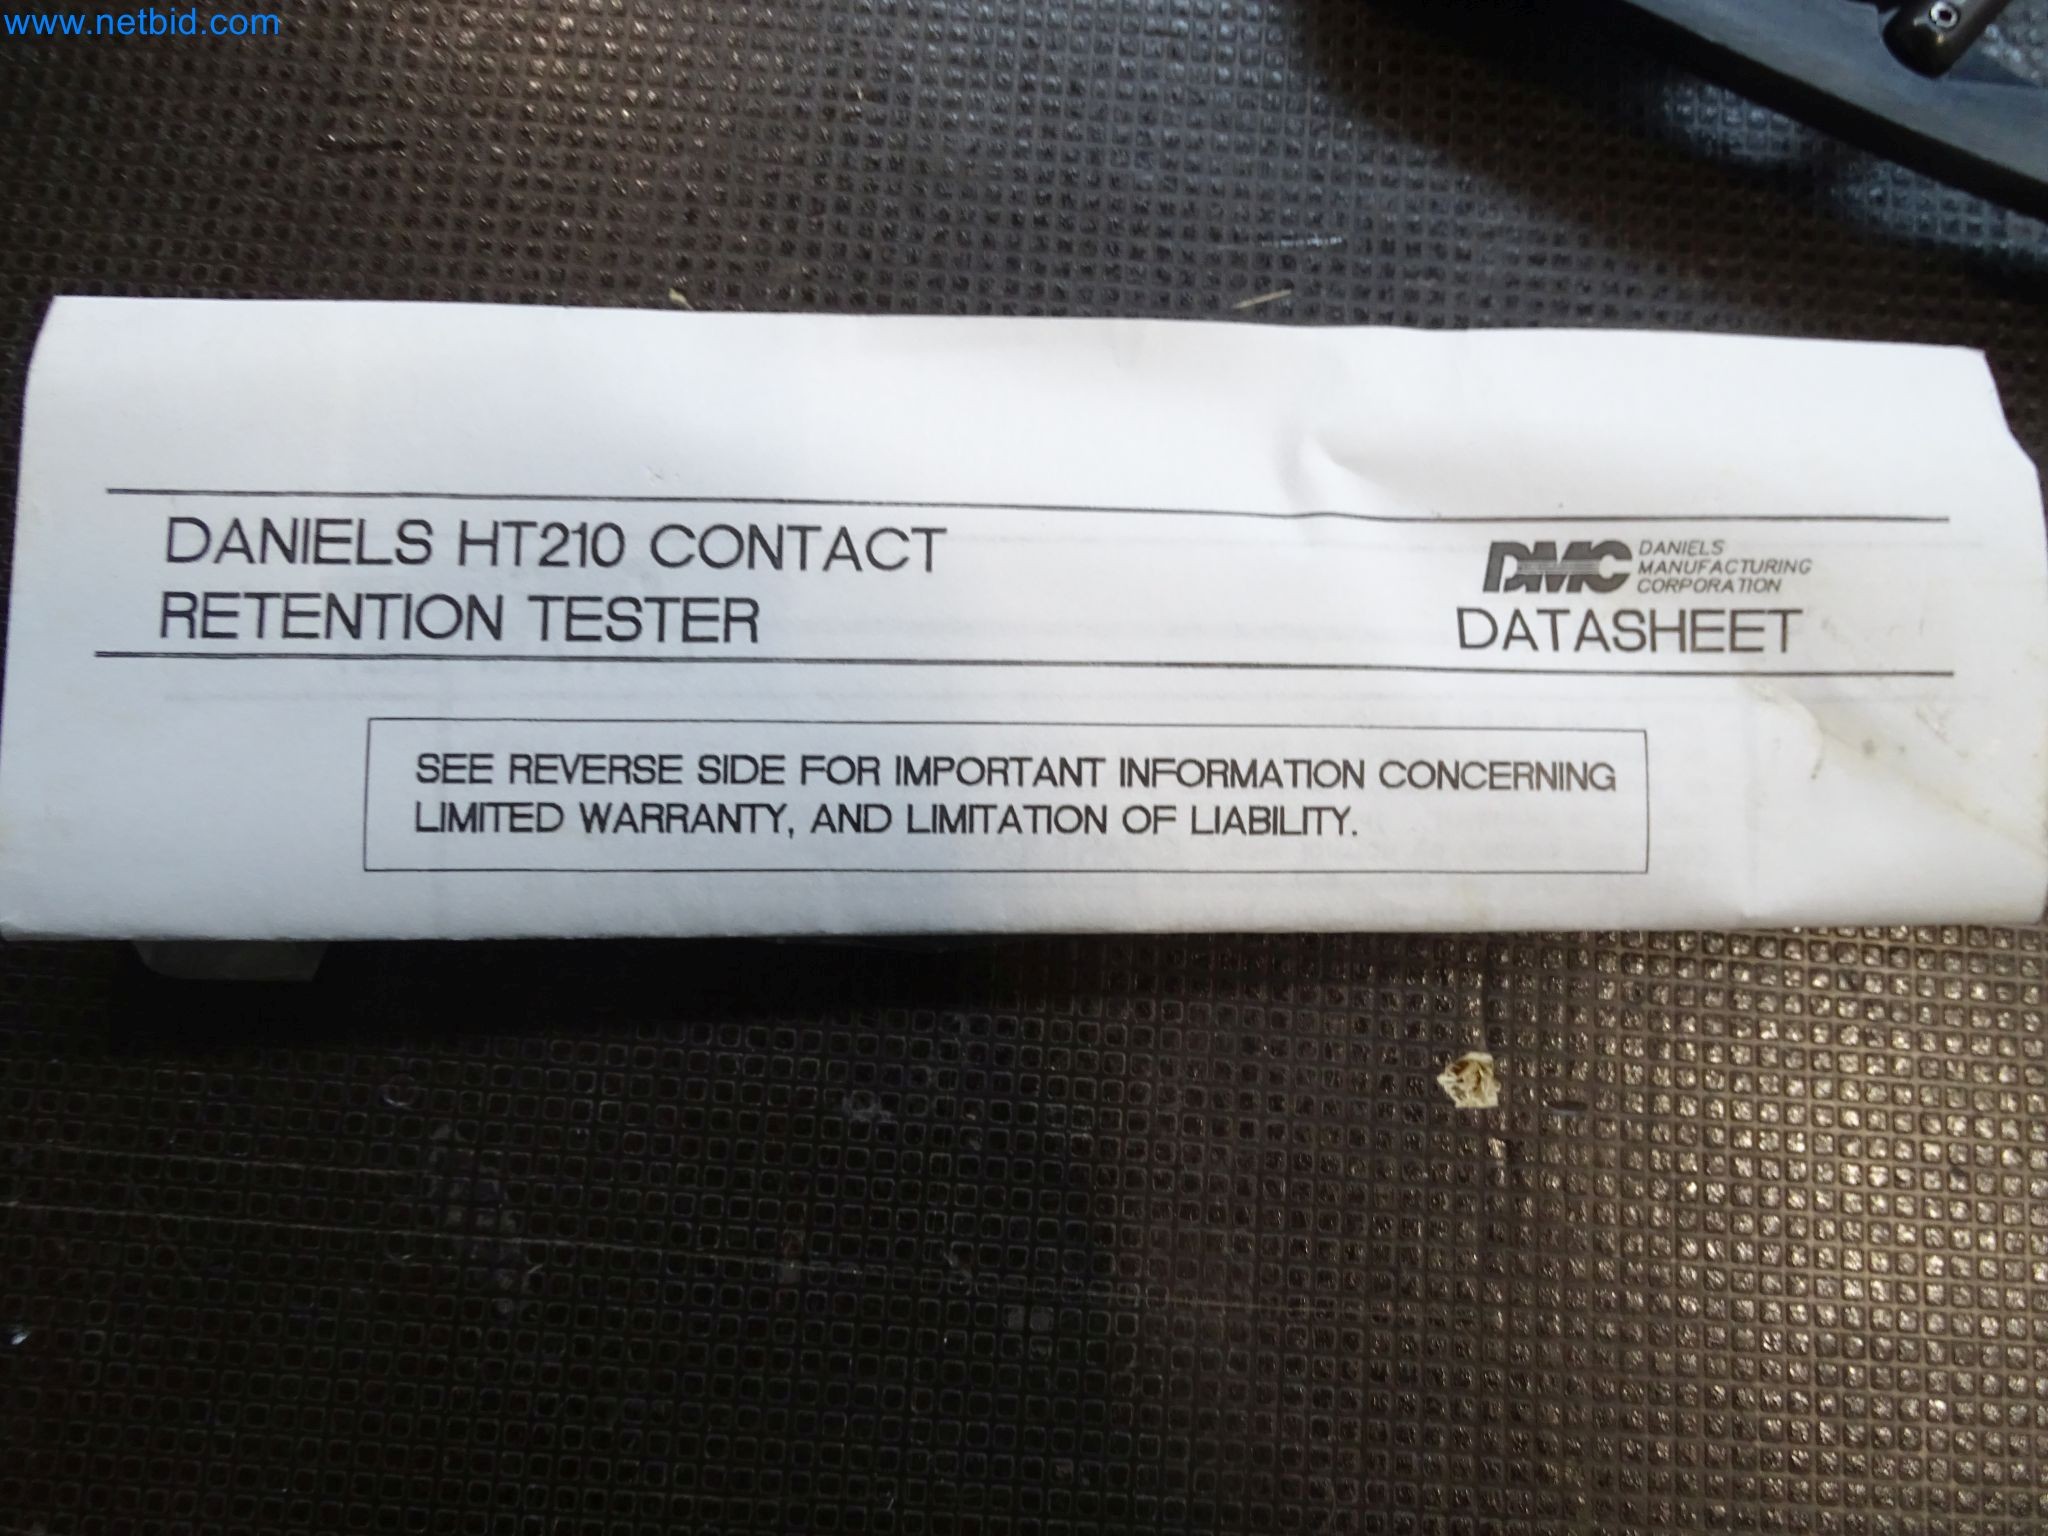 www.netbid.com
DANIELS HT210 CONTACT
RETENTION TESTER
DMC DANIELS
MANUFACTURING
CORPORATION
DATASHEET
SEE REVERSE SIDE FOR IMPORTANT INFORMATION CONCERNING
LIMITED WARRANTY, AND LIMITATION OF LIABILITY.